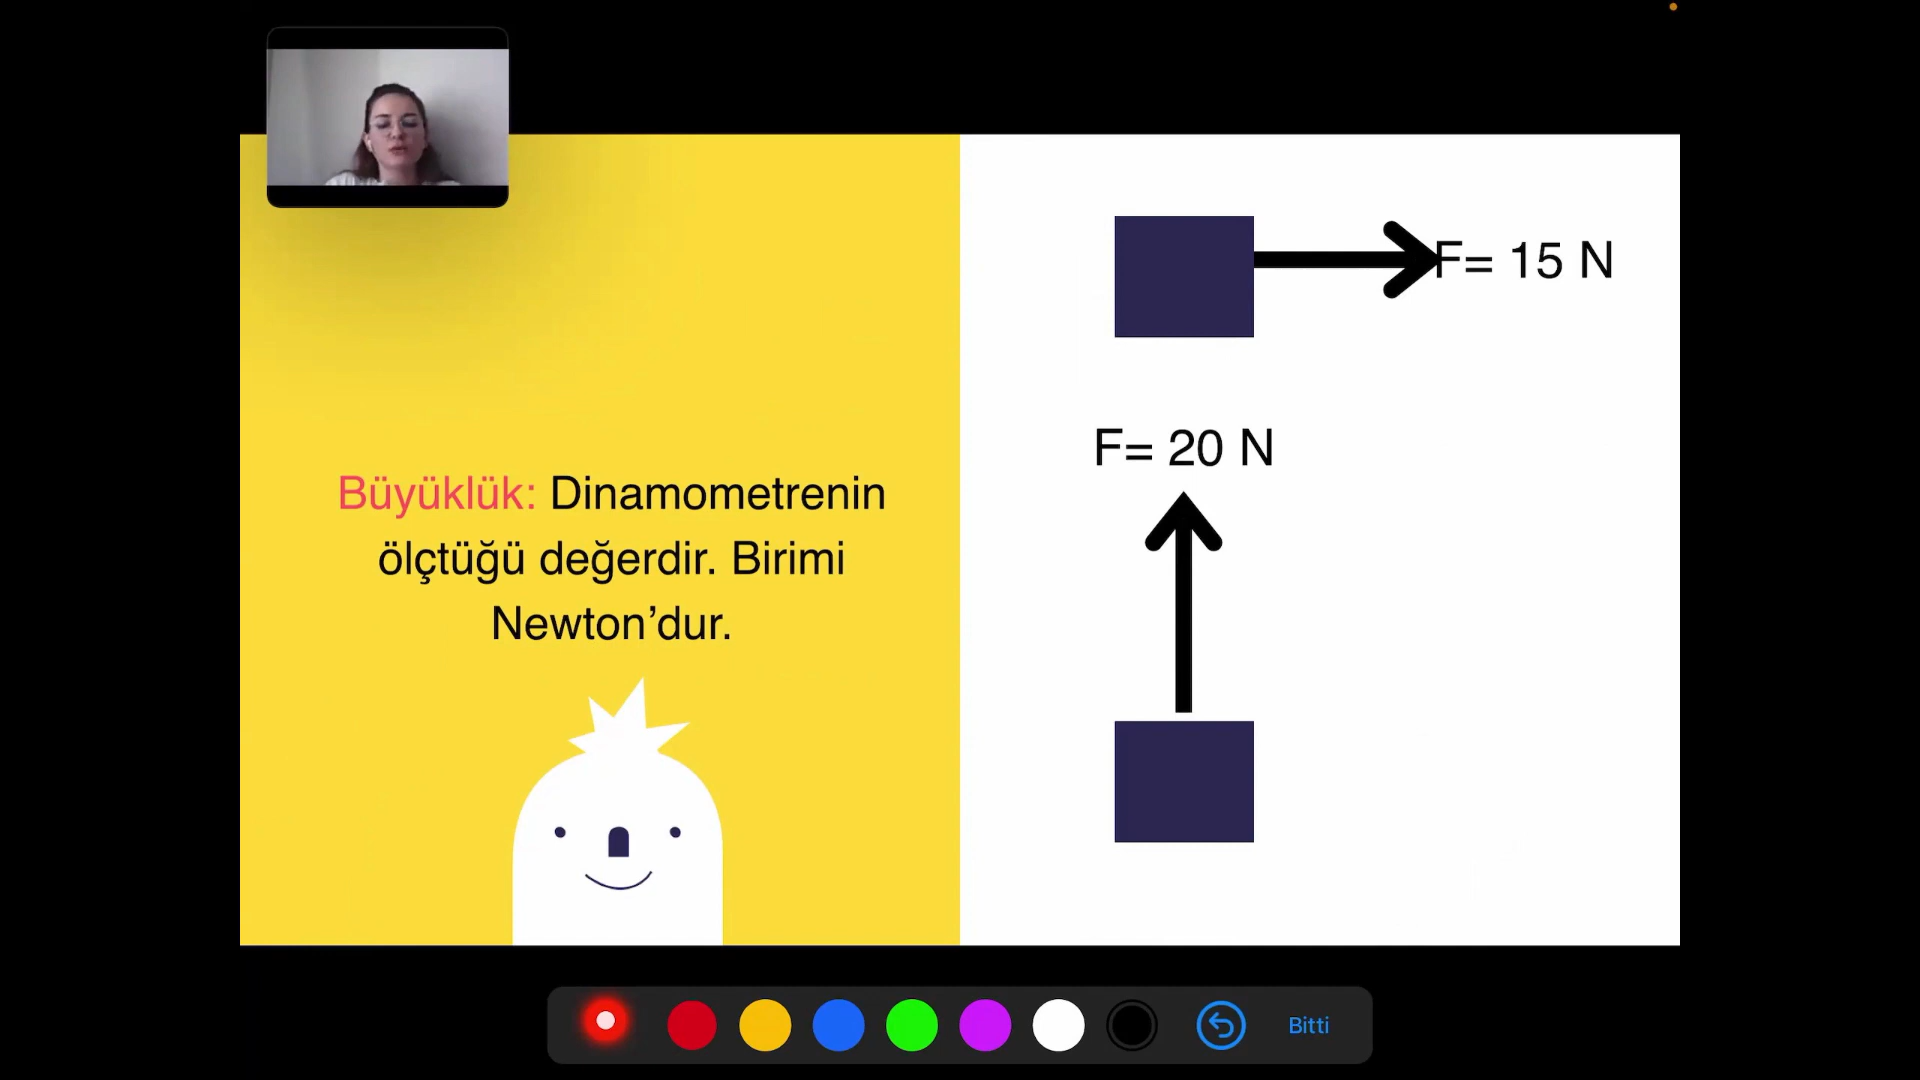 Büyüklük: Dinamometrenin
ölçtüğü değerdir. Birimi
Newton’dur.
F= 15 N
F= 20 N
Bitti